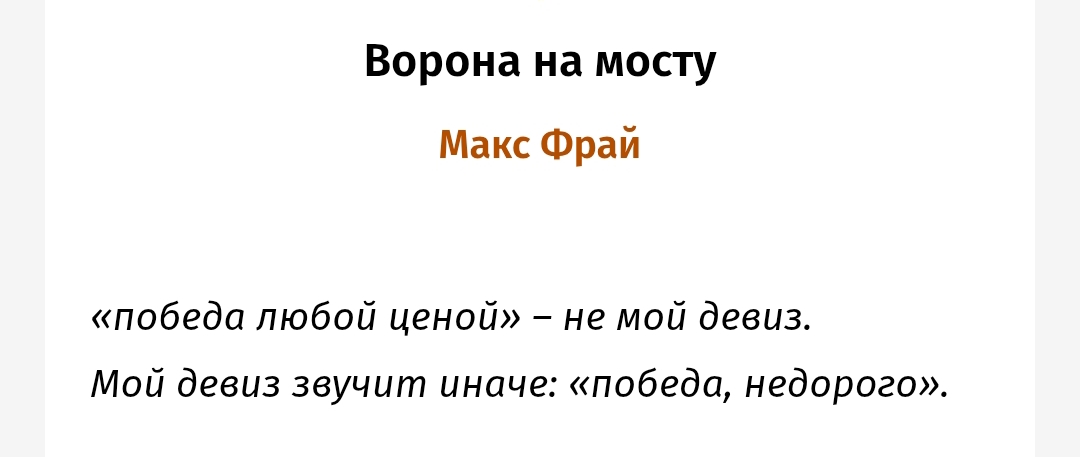 Ворона на мосту
Макс Фрай
«победа любой ценой» – не мой девиз.
Мой девиз звучит иначе: «победа, недорого».